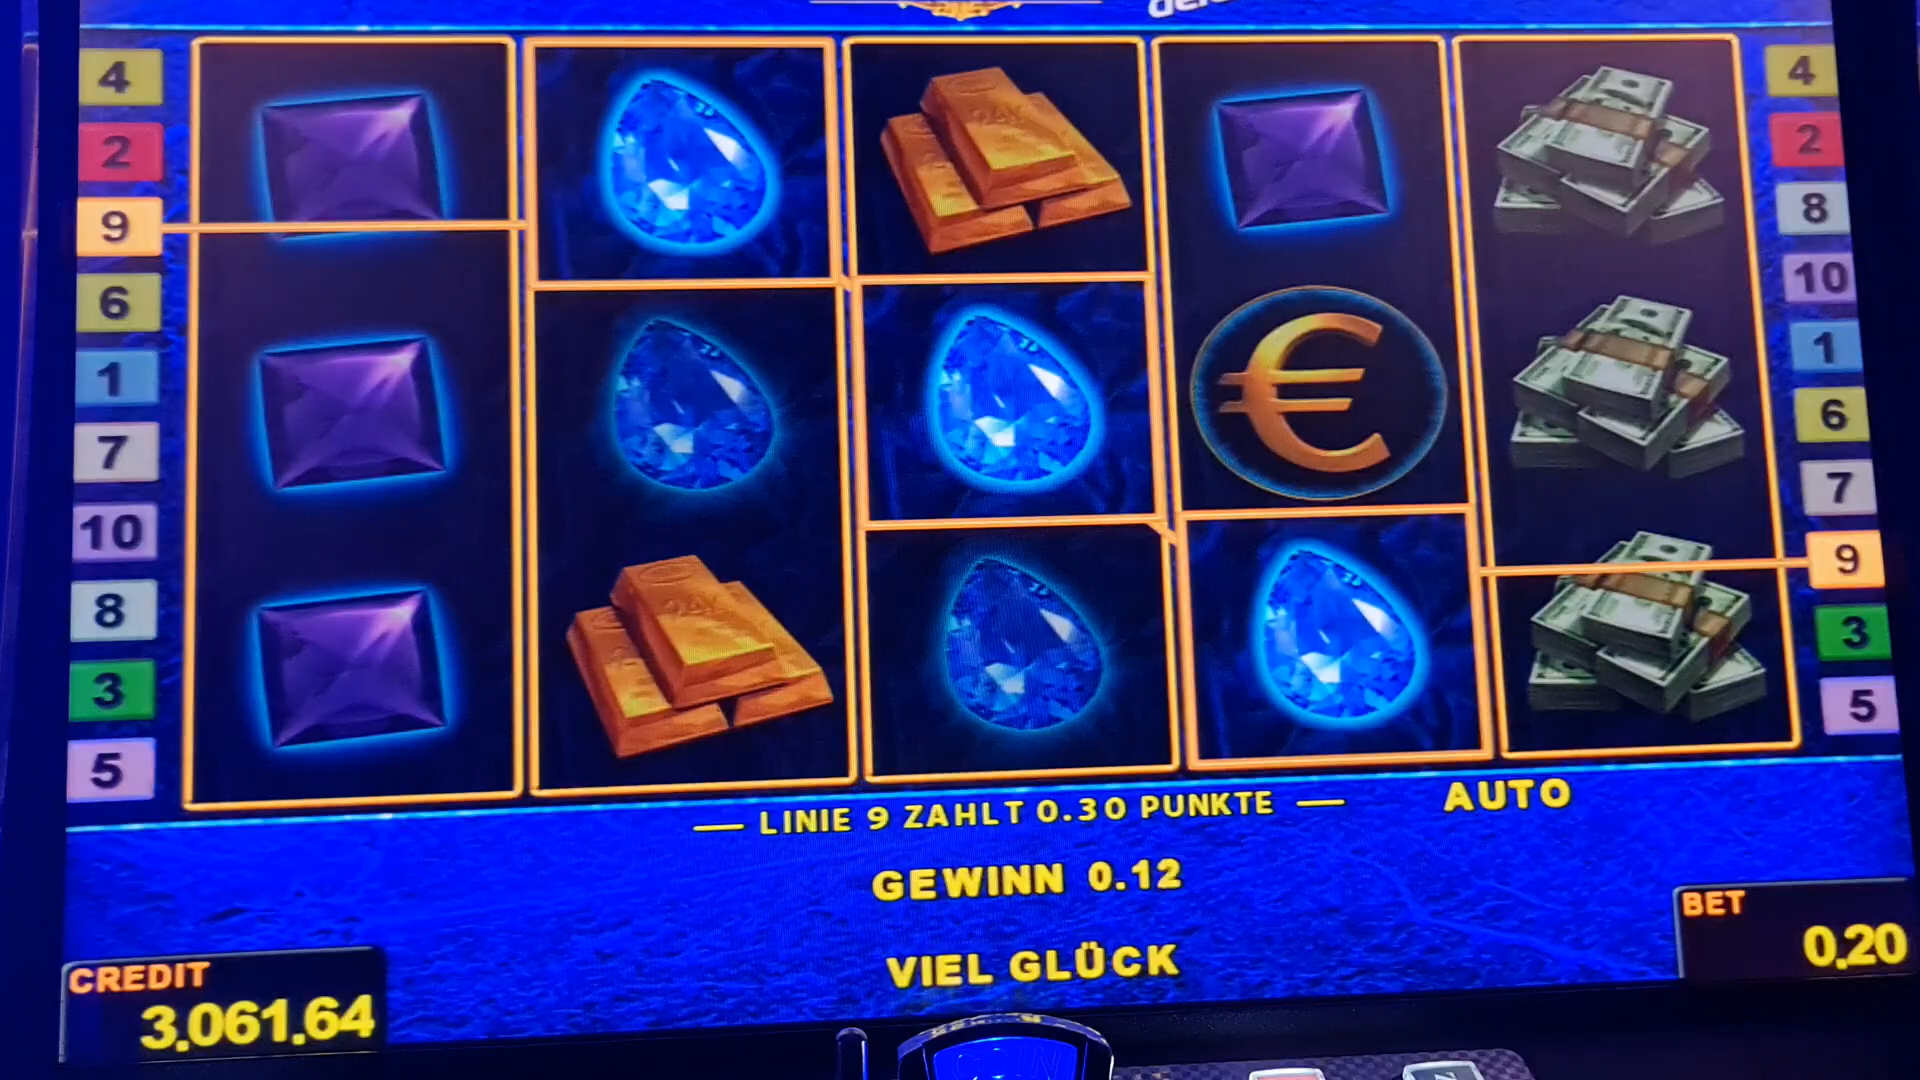 4
2
9
6
1
7
10
8
3
5
4
2
8
10
1
6
7
9
3
5
24K
24K
€
LINIE 9 ZAHLT 0.30 PUNKTE
AUTO
GEWINN 0.12
VIEL GLÜCK
BET
0,20
CREDIT
3.061.64